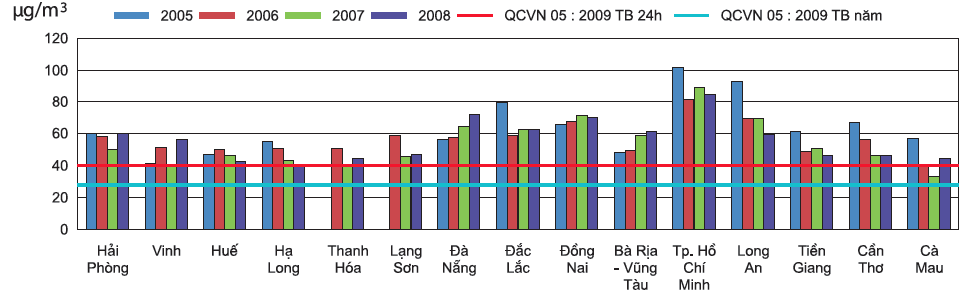 µg/m³
2005 2006 2007 2008 QCVN 05 : 2009 TB 24h QCVN 05 : 2009 TB năm
120
100
80
60
40
20
0
Hải Phòng
Vinh
Huế
Hạ Long
Thanh Hóa
Lạng Sơn
Đà Nẵng
Đắc Lắc
Đồng Nai
Bà Rịa - Vũng Tàu
Tp. Hồ Chí Minh
Long An
Tiền Giang
Cần Thơ
Cà Mau